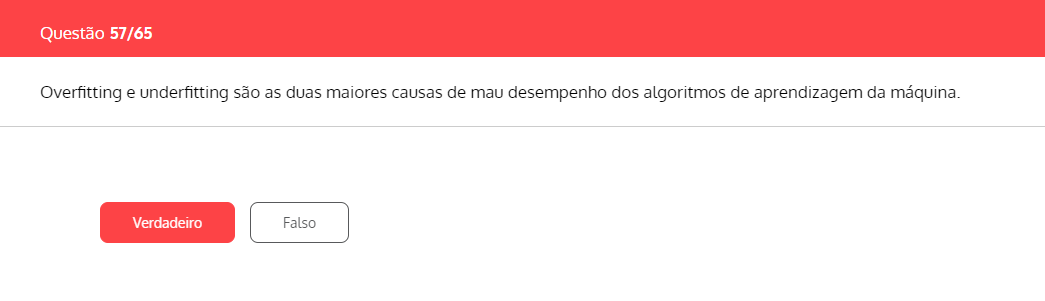 Questão 57/65
Overfitting e underfitting são as duas maiores causas de mau desempenho dos algoritmos de aprendizagem da máquina.
Verdadeiro
Falso